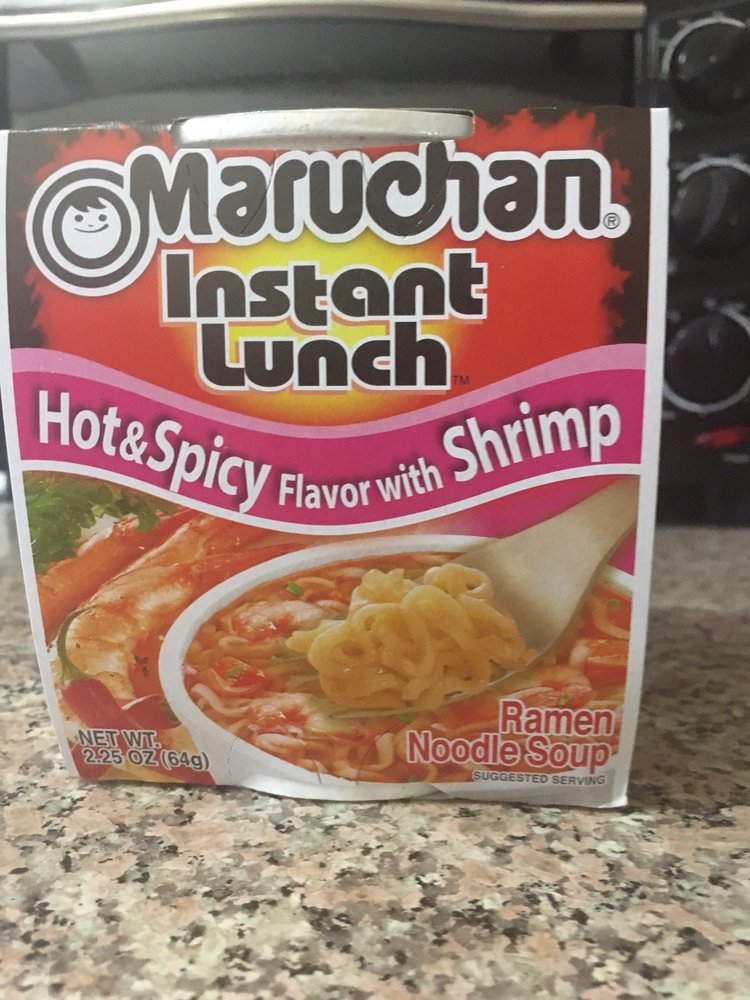 Maruchan®
Instant
Lunch™
Hot&Spicy Flavor with Shrimp
NET WT.
2.25 OZ (64g)
Ramen
Noodle Soup
SUGGESTED SERVING